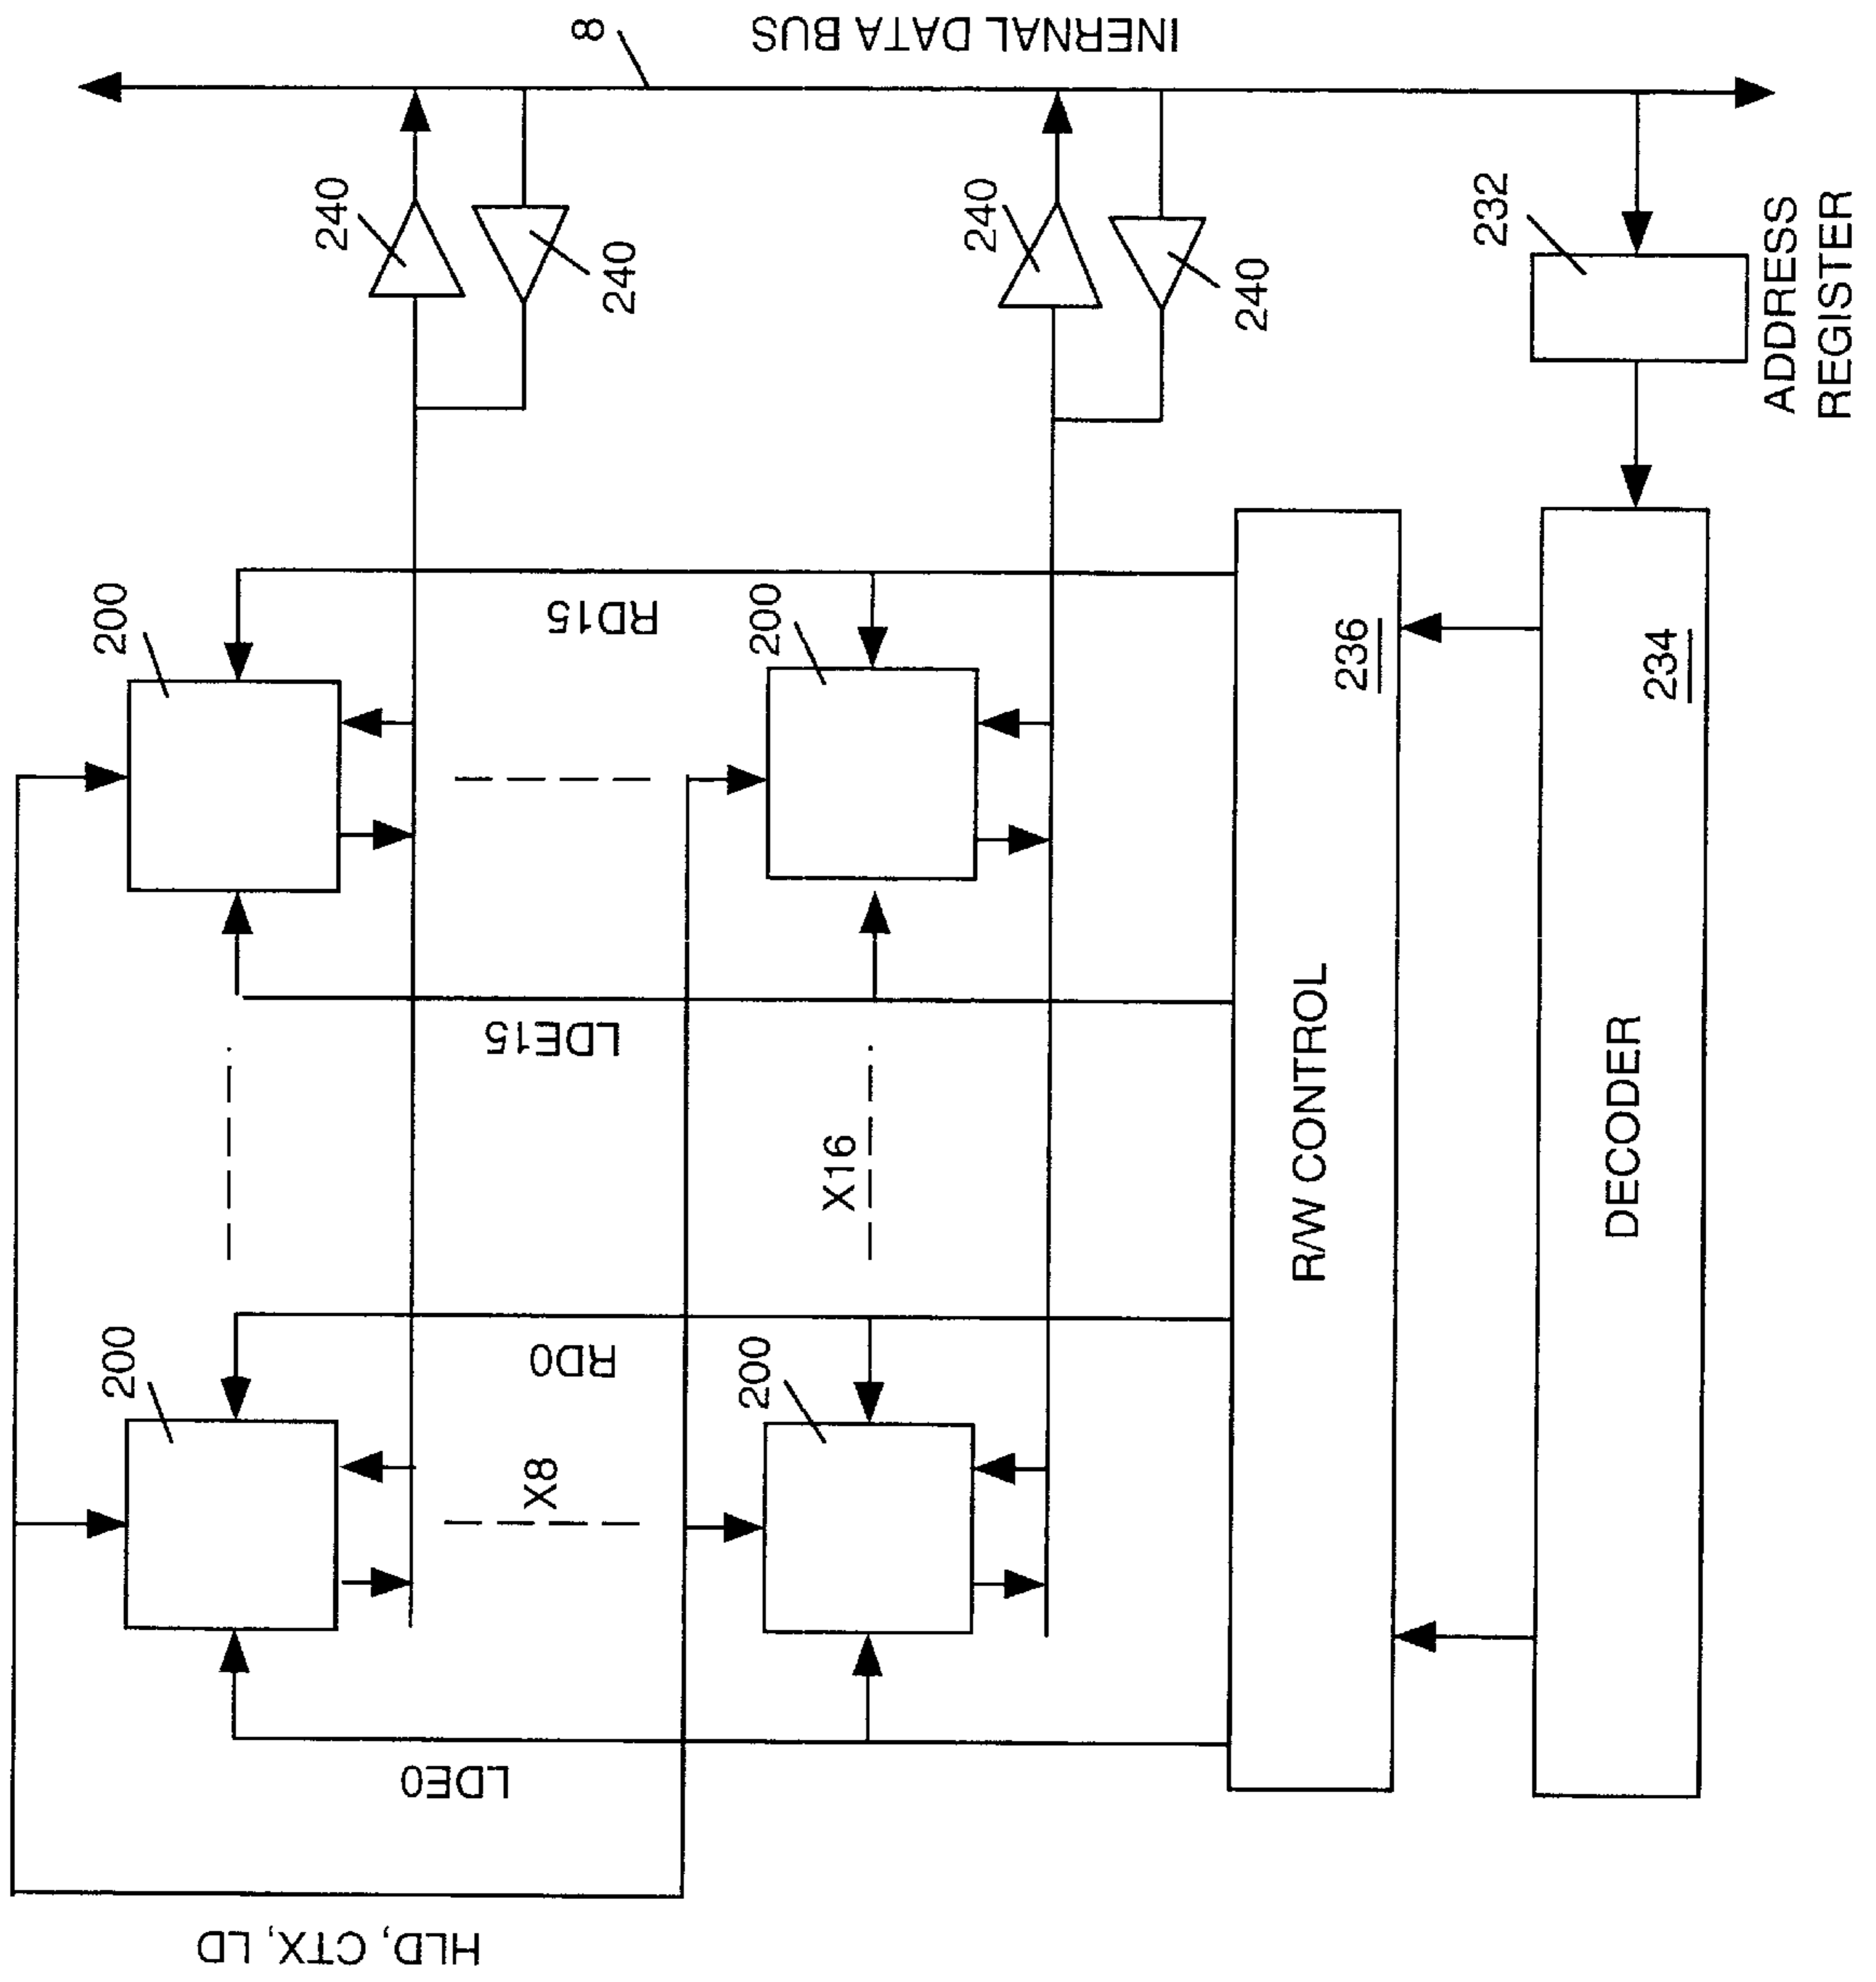 8
INERNAL DATA BUS
240
240
240
240
232
ADDRESS
REGISTER
200
RD15
200
236
234
LDE15
X16
R/W CONTROL
DECODER
200
RD0
200
X8
LDE0
HLD, CTX, LD